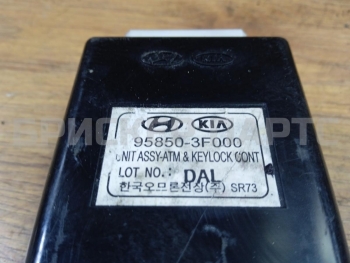 HYUNDAI KIA
95850-3F000
UNIT ASSY-ATM & KEYLOCK CONT
LOT NO.: DAL
한국오므론전장(주) SR73